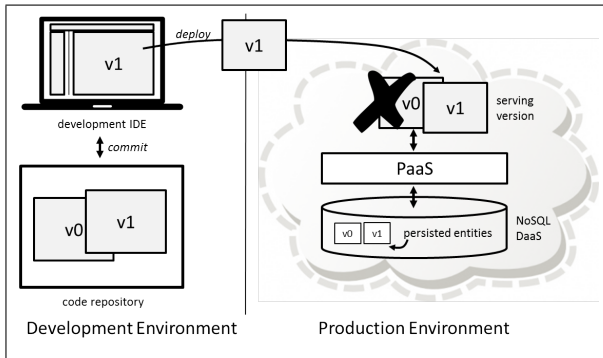 deploy
v1
v1
development IDE
commit
v0
v1
code repository
Development Environment
v0
v1
serving
version
PaaS
v0
v1
persisted entities
NoSQL
DaaS
Production Environment